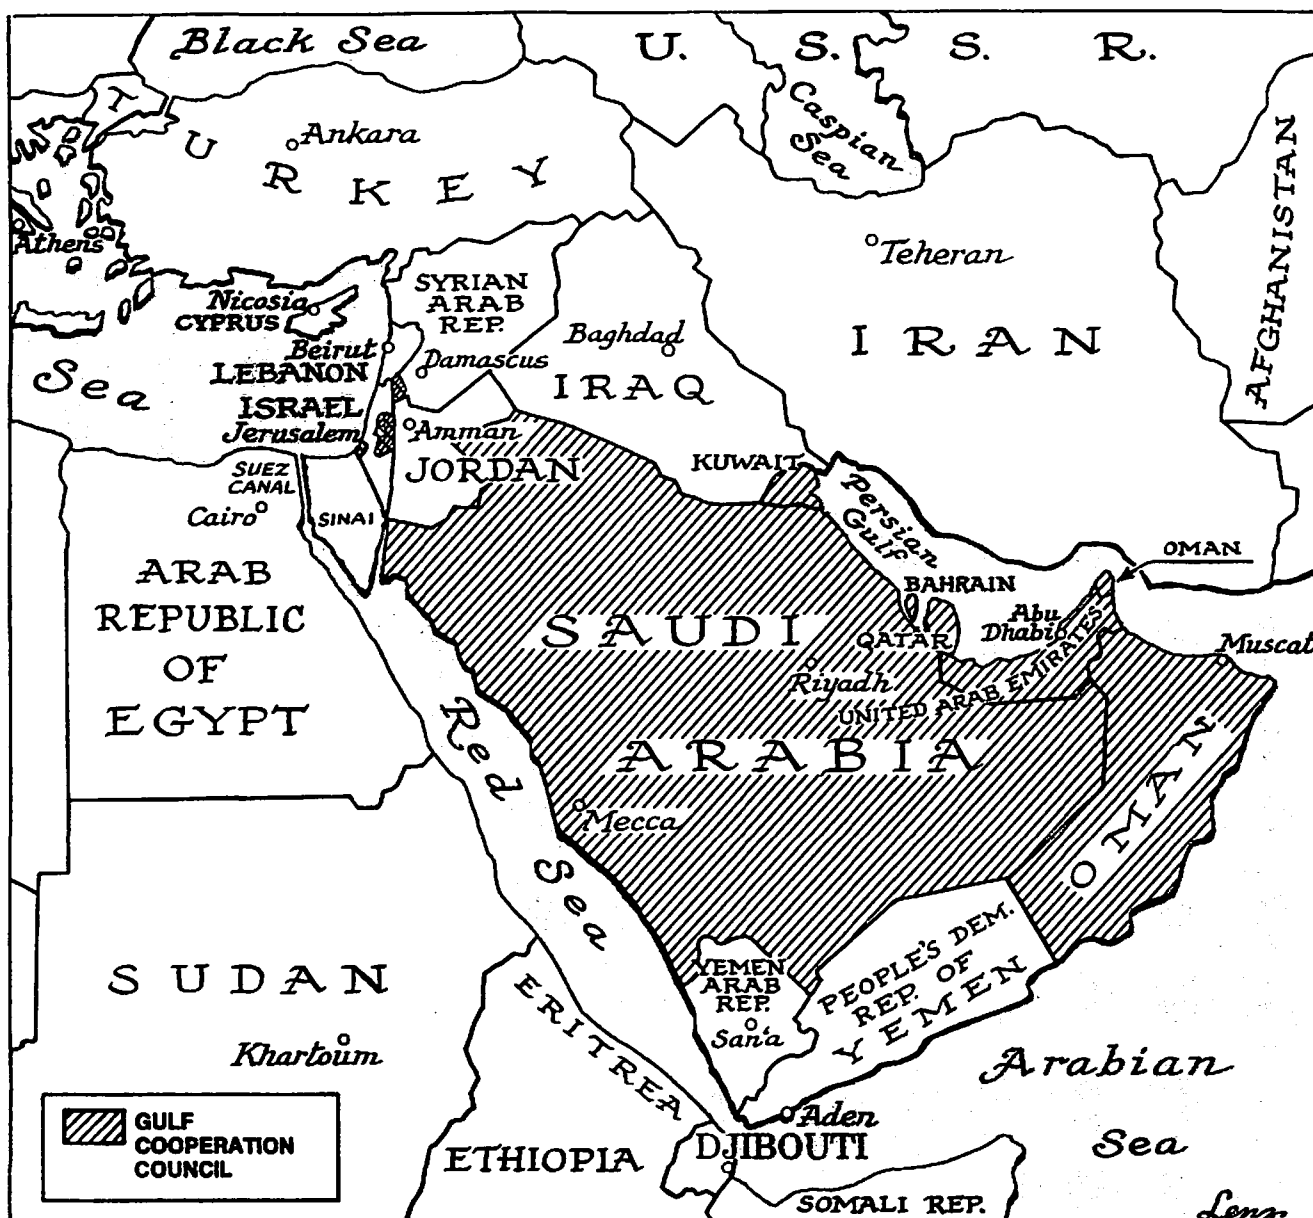 Black Sea
U. S. S. R.
Caspian
Sea
TURKEY
Ankara
AFGHANISTAN
Athens
Teheran
SYRIAN
ARAB
REP.
Nicosia
CYPRUS
Baghdad
IRAN
Beirut
Damascus
LEBANON
Sea
IRAQ
ISRAEL
Jerusalem
Amman
JORDAN
KUWAIT
SUEZ
CANAL
Persian
Gulf
Cairo
SINAI
OMAN
ARAB
REPUBLIC
OF
EGYPT
BAHRAIN
SAUDI
ARABIA
QATAR
Abu
Dhabi
Muscat
Riyadh
UNITED ARAB EMIRATES
Red Sea
Mecca
OMAN
SUDAN
YEMEN
ARAB
REP.
San'a
PEOPLE'S DEM.
REP. OF
YEMEN
ERITREA
Khartoum
Arabian
Sea
Aden
GULF
COOPERATION
COUNCIL
ETHIOPIA
DJIBOUTI
SOMALI REP.